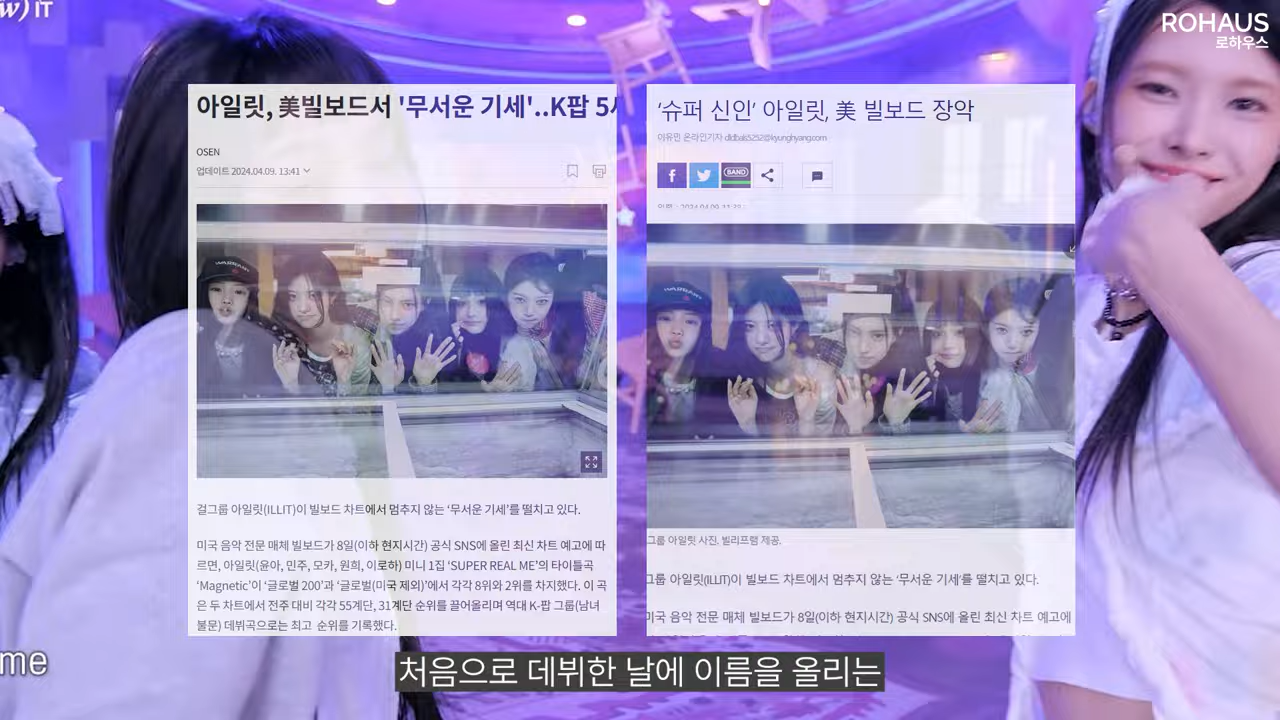 w) IT
ROHAUS
로하우스
아일릿, 美빌보드서 '무서운 기세'..K팝 5
OSEN
업데이트 2024.04.09. 13:41
걸그룹 아일릿(ILLIT)이 빌보드 차트에서 멈추지 않는 ‘무서운 기세’를 떨치고 있다.
미국 음악 전문 매체 빌보드가 8일(이하 현지시간) 공식 SNS에 올린 최신 차트 예고에 따
르면, 아일릿(윤아, 민주, 모카, 원희, 이로하) 미니 1집 ‘SUPER REAL ME’의 타이틀곡
‘Magnetic’이 ‘글로벌 200’과 ‘글로벌(미국 제외)’에서 각각 8위와 2위를 차지했다. 이 곡
은 두 차트에서 전주 대비 각각 55계단, 31계단 순위를 끌어올리며 역대 K-팝 그룹(남녀
불문) 데뷔곡으로는 최고 순위를 기록했다.
‘슈퍼 신인’ 아일릿, 美 빌보드 장악
이유민 온라인기자 dldbals5252@kyunghyang.com
BAND
그룹 아일릿 사진. 빌리프랩 제공.
그룹 아일릿(ILLIT)이 빌보드 차트에서 멈추지 않는 ‘무서운 기세’를 떨치고 있다.
미국 음악 전문 매체 빌보드가 8일(이하 현지시간) 공식 SNS에 올린 최신 차트 예고에
me
처음으로 데뷔한 날에 이름을 올리는